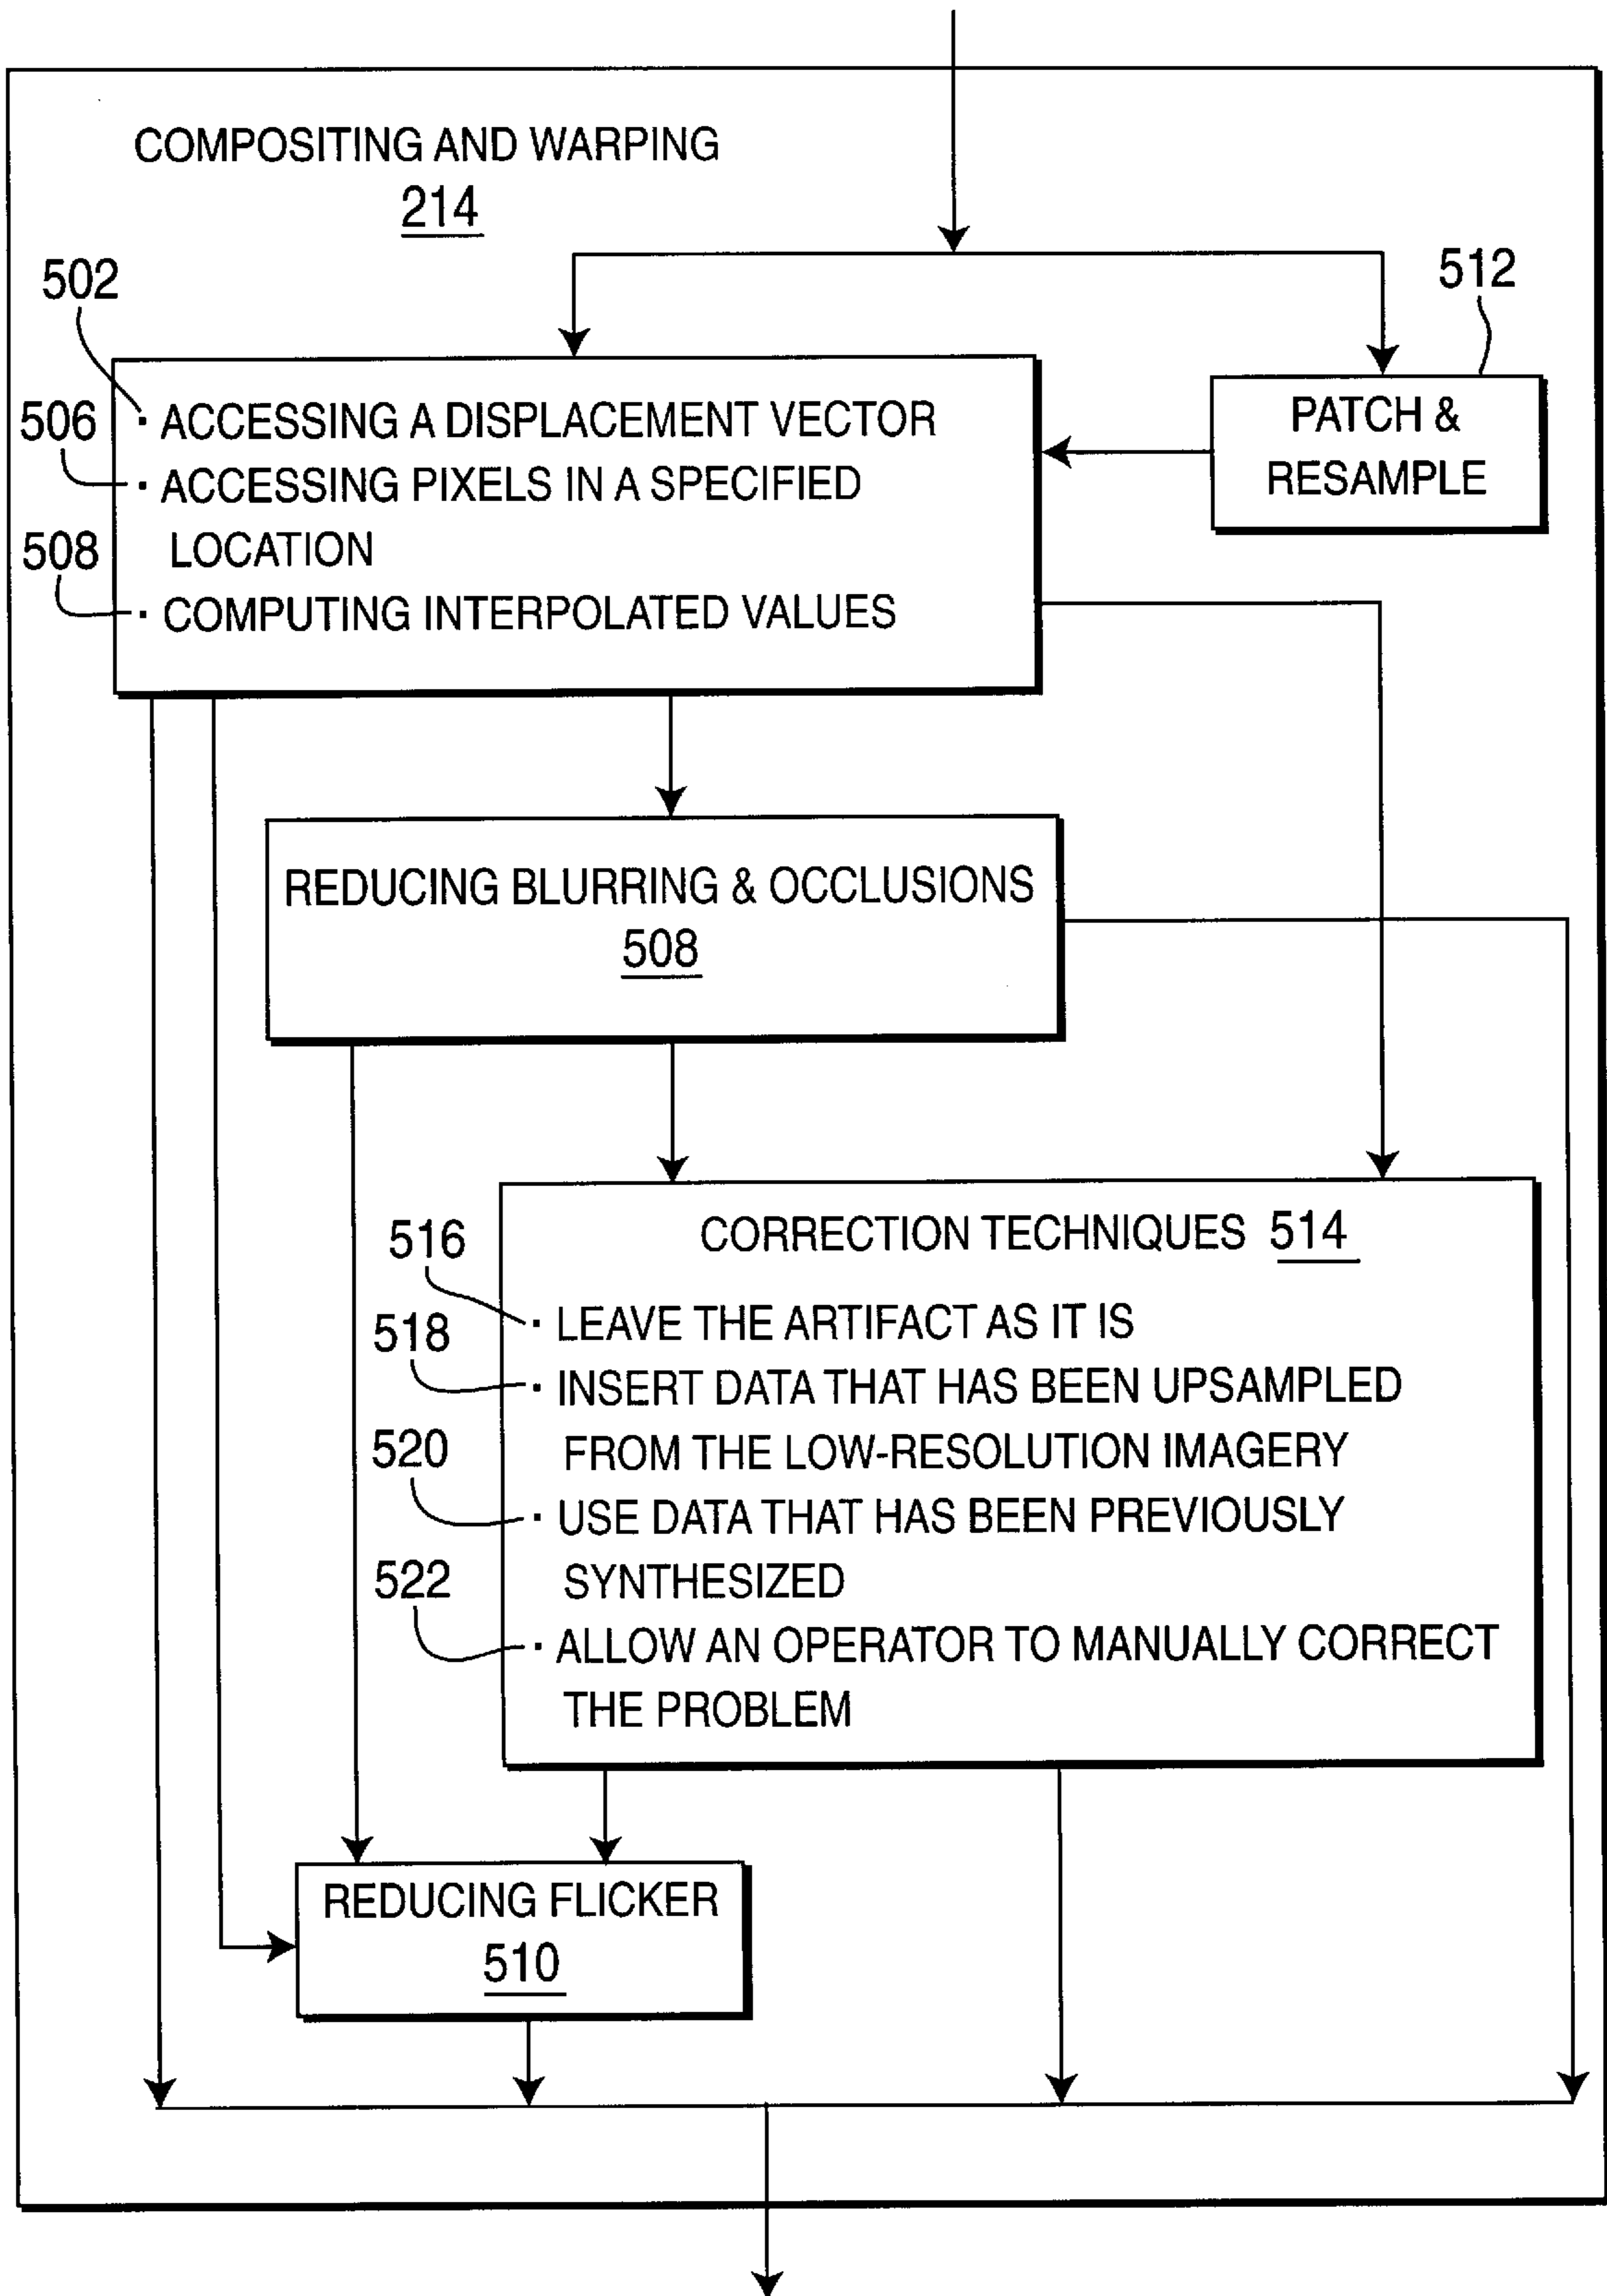 COMPOSITING AND WARPING
214
502
512
506
· ACCESSING A DISPLACEMENT VECTOR
· ACCESSING PIXELS IN A SPECIFIED
LOCATION
508
· COMPUTING INTERPOLATED VALUES
PATCH &
RESAMPLE
REDUCING BLURRING & OCCLUSIONS
508
CORRECTION TECHNIQUES 514
516
· LEAVE THE ARTIFACT AS IT IS
518
· INSERT DATA THAT HAS BEEN UPSAMPLED
FROM THE LOW-RESOLUTION IMAGERY
520
· USE DATA THAT HAS BEEN PREVIOUSLY
SYNTHESIZED
522
· ALLOW AN OPERATOR TO MANUALLY CORRECT
THE PROBLEM
REDUCING FLICKER
510